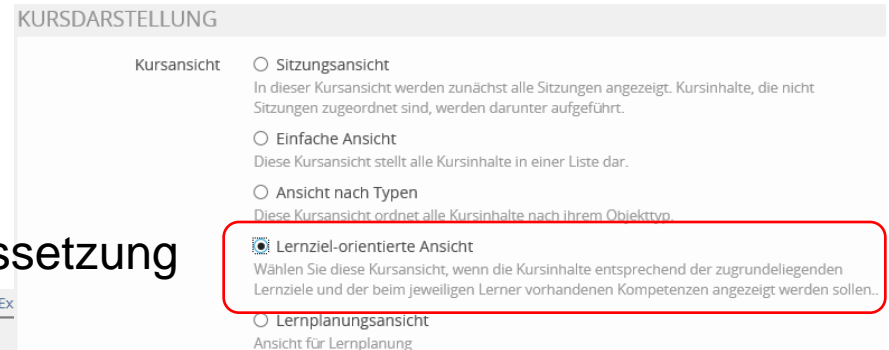 KURSDARSTELLUNG
Kursansicht
Sitzungsansicht
In dieser Kursansicht werden zunächst alle Sitzungen angezeigt. Kursinhalte, die nicht
Sitzungen zugeordnet sind, werden darunter aufgeführt.
Einfache Ansicht
Diese Kursansicht stellt alle Kursinhalte in einer Liste dar.
Ansicht nach Typen
Diese Kursansicht ordnet alle Kursinhalte nach ihrem Objekttyp.
ssetzung
Lernziel-orientierte Ansicht
Wählen Sie diese Kursansicht, wenn die Kursinhalte entsprechend der zugrundeliegenden
Lernziele und der beim jeweiligen Lerner vorhandenen Kompetenzen angezeigt werden sollen..
Ex
Lernplanungsansicht
Ansicht für Lernplanung